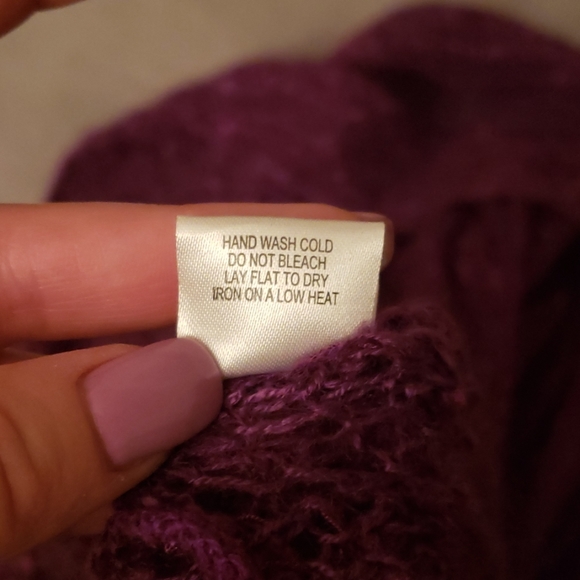 HAND WASH COLD
DO NOT BLEACH
LAY FLAT TO DRY
IRON ON A LOW HEAT